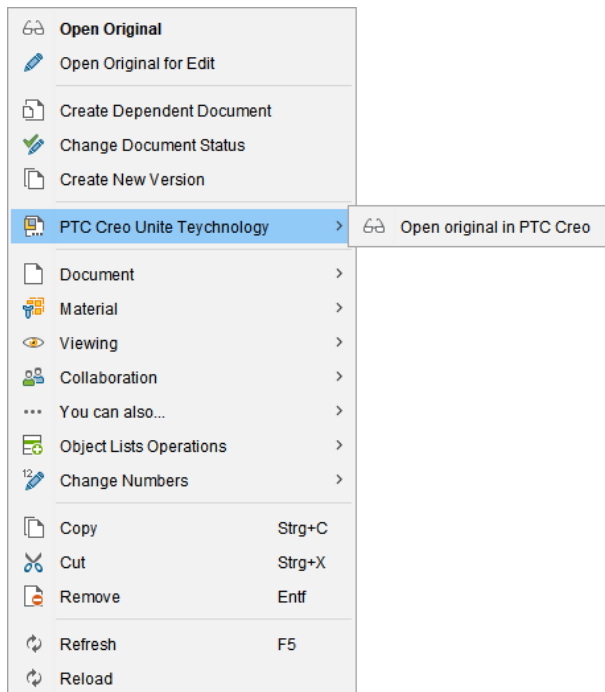 Open Original
Open Original for Edit
Create Dependent Document
Change Document Status
Create New Version
PTC Creo Unite Teychnology
Open original in PTC Creo
Document
Material
Viewing
Collaboration
You can also...
Object Lists Operations
12
Change Numbers
Copy Strg+C
Cut Strg+X
Remove Entf
Refresh F5
Reload